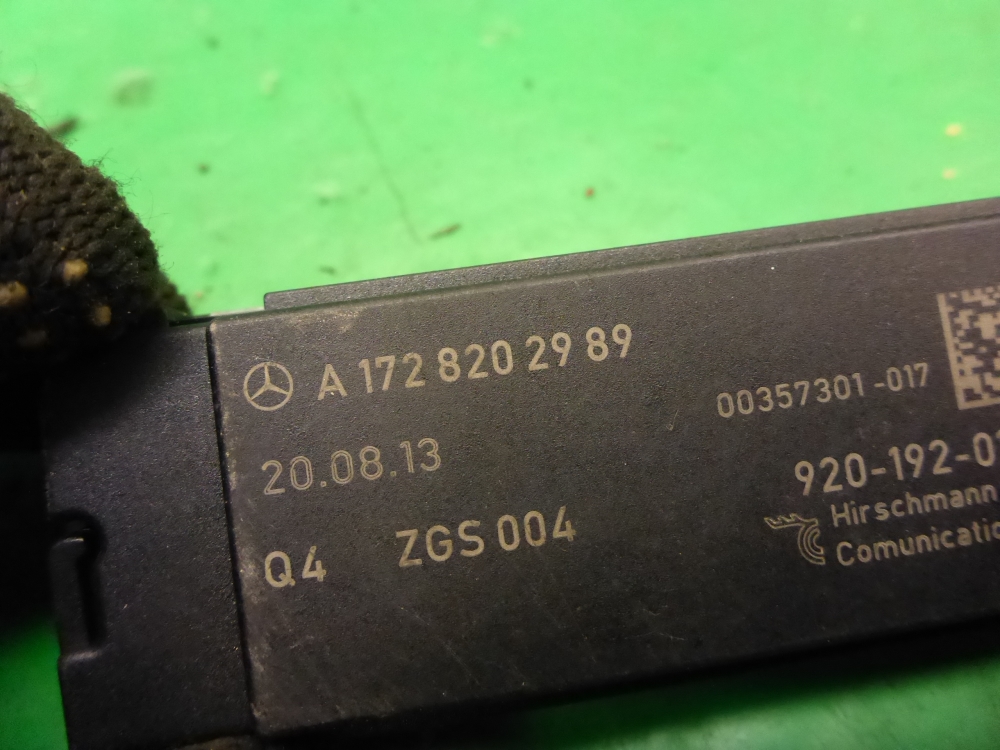 A 172 820 29 89
00357301 -017
20.08.13
920-192-0
Q4 ZGS 004
Hirschmann
Comunicatio